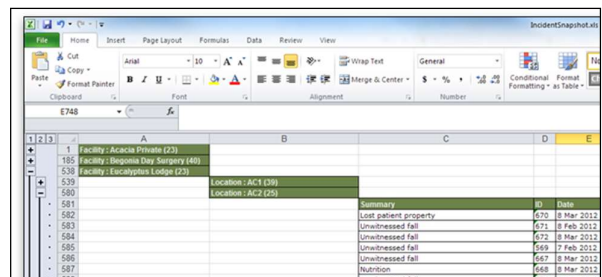 IncidentSnapshot.xls
File Home Insert Page Layout Formulas Data Review View
Paste
Cut
Copy
Format Painter
Clipboard
Arial 10
B I U
Font
Wrap Text
Merge & Center
Alignment
General
$ % ,
Number
Conditional Formatting
Format as Table
E748 fx
1 2 3 A B C D E
1 Facility : Acacia Private (23)
185 Facility : Begonia Day Surgery (40)
538 Facility : Eucalyptus Lodge (23)
539 Location : AC1 (39)
580 Location : AC2 (25)
581 Summary ID Date
582 Lost patient property 670 8 Mar 2012
583 Unwitnessed fall 671 8 Feb 2012
584 Unwitnessed fall 672 8 Mar 2012
585 Unwitnessed fall 569 7 Feb 2012
586 Unwitnessed fall 667 8 Mar 2012
587 Nutrition 668 8 Mar 2012